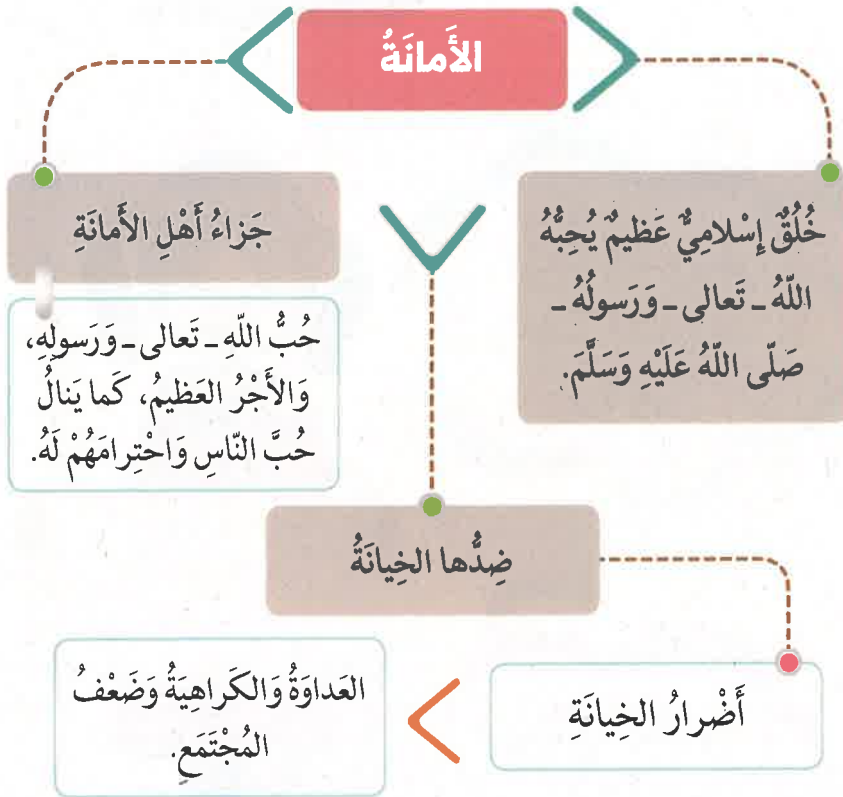 الأَمانَةُ
خُلُقٌ إِسْلامِيٌّ عَظيمٌ يُحِبُّهُ
اللّهُ ـ تَعالى ـ وَرَسولُهُ ـ
صَلّى اللّهُ عَلَيْهِ وَسَلَّمَ.
جَزاءُ أَهْلِ الأَمانَةِ
حُبُّ اللّهِ ـ تَعالى ـ وَرَسولِهِ،
وَالأَجْرُ العَظيمُ، كَما يَنالُ
حُبَّ النّاسِ وَاحْتِرامَهُمْ لَهُ.
ضِدُّها الخِيانَةُ
أَضْرارُ الخِيانَةِ
العَداوَةُ وَالكَراهِيَةُ وَضَعْفُ
المُجْتَمَعِ.